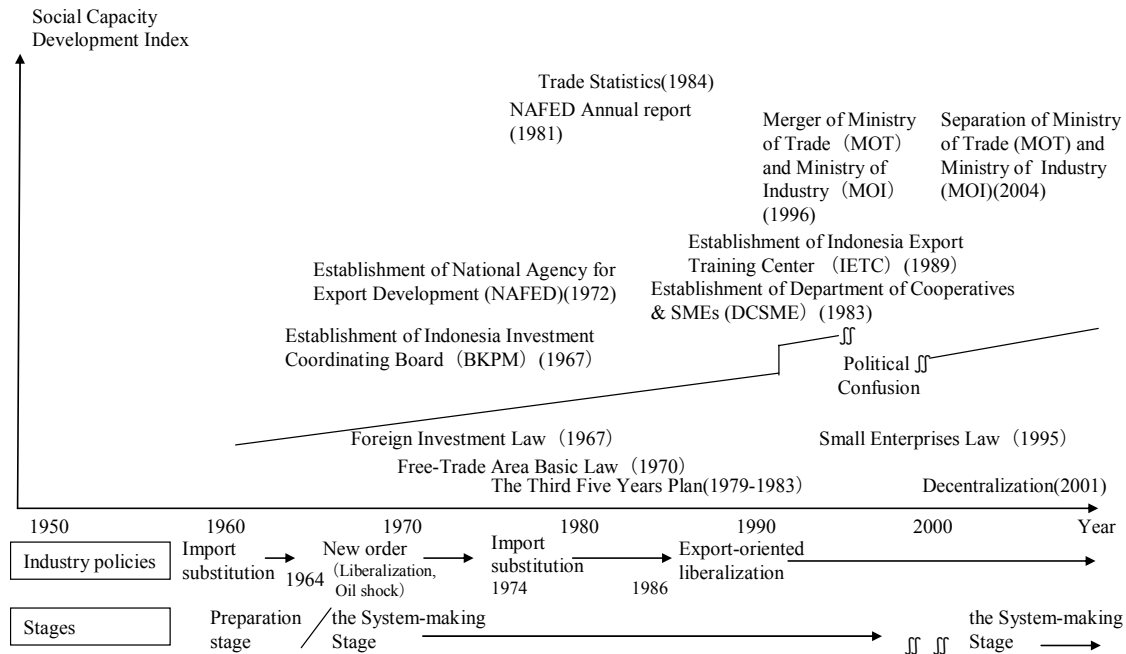 Social Capacity
Development Index
Trade Statistics(1984)
NAFED Annual report
(1981)
Merger of Ministry
of Trade（MOT）
and Ministry of
Industry（MOI）
(1996)
Separation of Ministry
of Trade (MOT) and
Ministry of Industry
(MOI)(2004)
Establishment of Indonesia Export
Training Center （IETC）(1989）
Establishment of National Agency for
Export Development (NAFED)(1972）
Establishment of Department of Cooperatives
& SMEs (DCSME）(1983）
Establishment of Indonesia Investment
Coordinating Board（BKPM）(1967）
∬
Political ∬
Confusion
Foreign Investment Law（1967）
Small Enterprises Law（1995）
Free-Trade Area Basic Law（1970）
The Third Five Years Plan(1979-1983）
Decentralization(2001)
1950 1960 1970 1980 1990 2000 Year
Industry policies
Import
substitution
1964
New order
（Liberalization,
Oil shock）
Import
substitution
1974
1986
Export-oriented
liberalization
Stages
Preparation
stage
the System-making
Stage
∬ ∬
the System-making
Stage